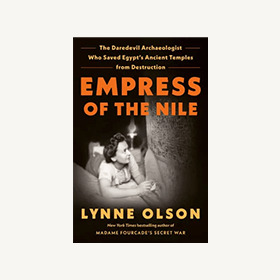 The Daredevil Archaeologist
Who Saved Egypt's Ancient Temples
from Destruction
EMPRESS
OF THE NILE
LYNNE OLSON
New York Times bestselling author of
MADAME FOURCADE'S SECRET WAR